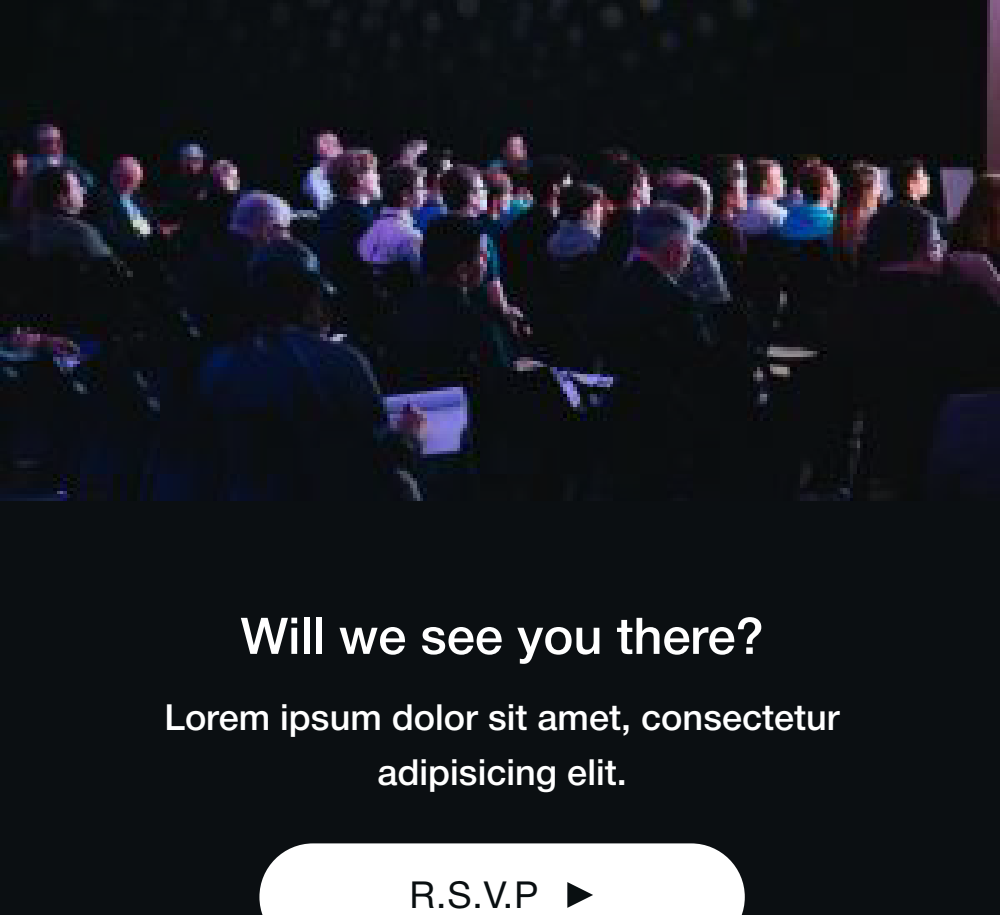 Will we see you there?
Lorem ipsum dolor sit amet, consectetur
adipisicing elit.
R.S.V.P ►